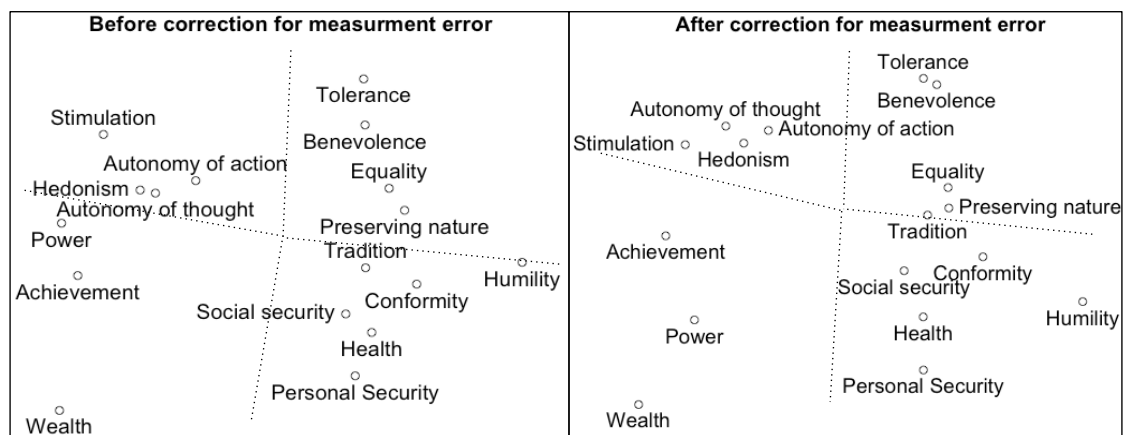 Before correction for measurment error
Tolerance
Stimulation
Benevolence
Autonomy of action
Equality
Hedonism
Autonomy of thought
Preserving nature
Power
Tradition
Humility
Achievement
Conformity
Social security
Health
Personal Security
Wealth
After correction for measurment error
Tolerance
Benevolence
Autonomy of thought
Autonomy of action
Stimulation
Hedonism
Equality
Preserving nature
Tradition
Achievement
Conformity
Social security
Humility
Power
Health
Personal Security
Wealth